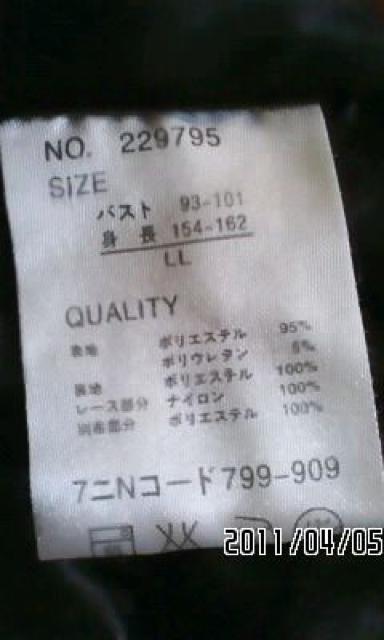 NO. 229795
SIZE
バスト 93-101
身長 154-162
LL
QUALITY
表地 ポリエステル 95%
ポリウレタン 5%
裏地 ポリエステル 100%
レース部分 ナイロン 100%
別布部分 ポリエステル 100%
7ニNコード799-909
2011/04/05